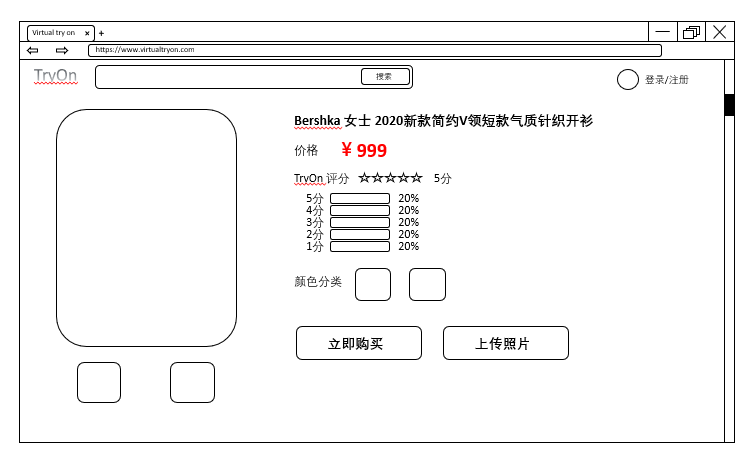 Virtual try on × +
https://www.virtualtryon.com
TryOn 搜索 登录/注册
Bershka 女士 2020新款简约V领短款气质针织开衫
价格 ¥ 999
TryOn 评分 ☆☆☆☆☆ 5分
5分 20%
4分 20%
3分 20%
2分 20%
1分 20%
颜色分类
立即购买 上传照片